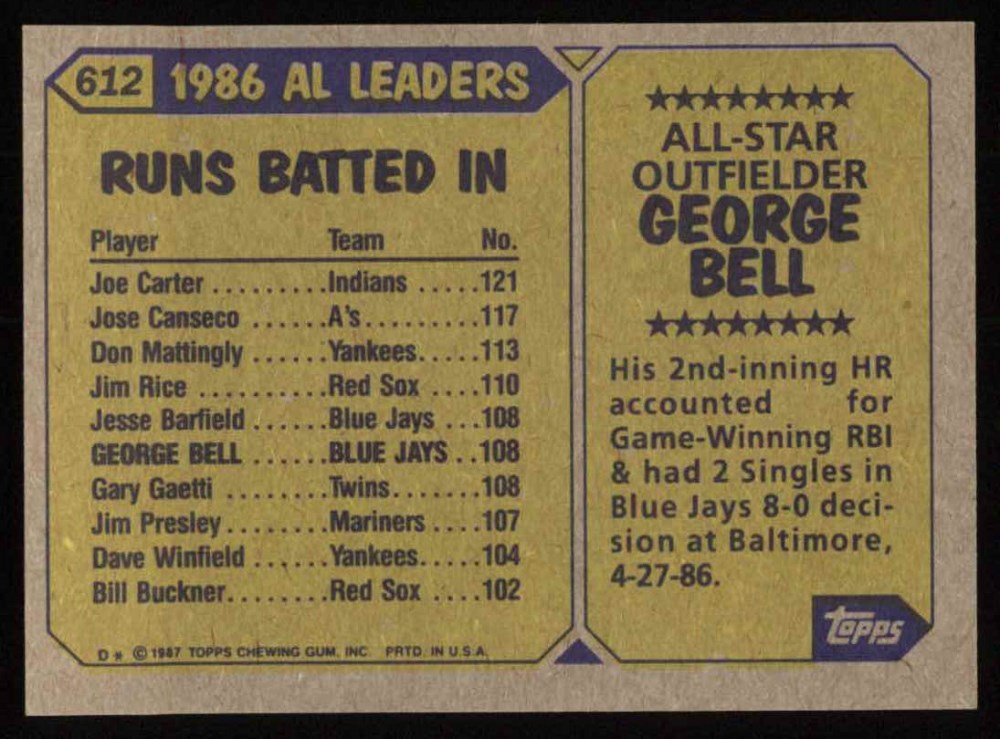 612 1986 AL LEADERS
RUNS BATTED IN
Player Team No.
Joe Carter .........Indians .....121
Jose Canseco ......A's.........117
Don Mattingly ......Yankees.....113
Jim Rice ..........Red Sox ....110
Jesse Barfield ......Blue Jays ...108
GEORGE BELL ......BLUE JAYS ..108
Gary Gaetti ........Twins.......108
Jim Presley........Mariners ....107
Dave Winfield ......Yankees.....104
Bill Buckner........Red Sox ....102
D* © 1987 TOPPS CHEWING GUM, INC. PRTD. IN U.S.A.
ALL-STAR
OUTFIELDER
GEORGE
BELL
His 2nd-inning HR
accounted for
Game-Winning RBI
& had 2 Singles in
Blue Jays 8-0 deci-
sion at Baltimore,
4-27-86.
topps